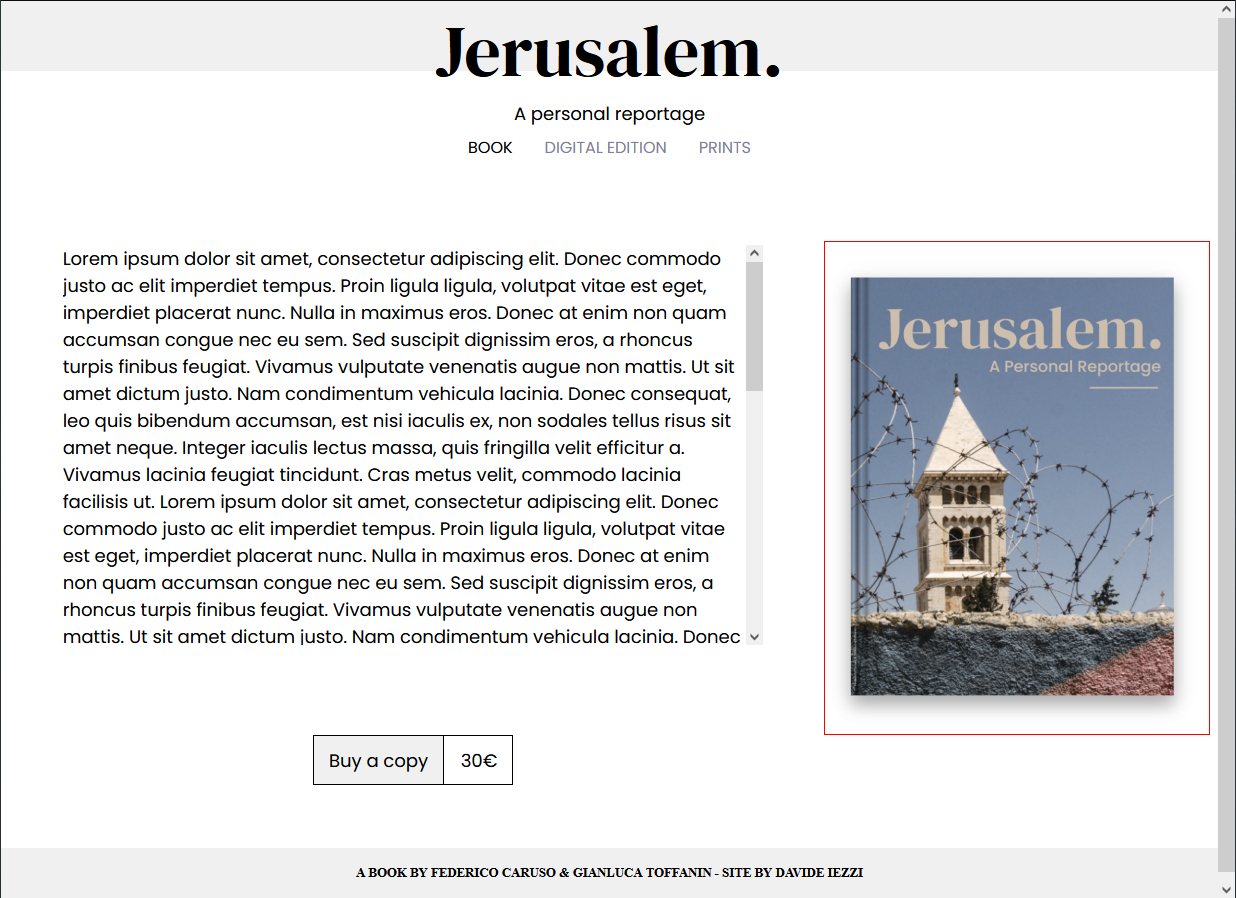 Jerusalem.
A personal reportage
BOOK DIGITAL EDITION PRINTS
Lorem ipsum dolor sit amet, consectetur adipiscing elit. Donec commodo
justo ac elit imperdiet tempus. Proin ligula ligula, volutpat vitae est eget,
imperdiet placerat nunc. Nulla in maximus eros. Donec at enim non quam
accumsan congue nec eu sem. Sed suscipit dignissim eros, a rhoncus
turpis finibus feugiat. Vivamus vulputate venenatis augue non mattis. Ut sit
amet dictum justo. Nam condimentum vehicula lacinia. Donec consequat,
leo quis bibendum accumsan, est nisi iaculis ex, non sodales tellus risus sit
amet neque. Integer iaculis lectus massa, quis fringilla velit efficitur a.
Vivamus lacinia feugiat tincidunt. Cras metus velit, commodo lacinia
facilisis ut. Lorem ipsum dolor sit amet, consectetur adipiscing elit. Donec
commodo justo ac elit imperdiet tempus. Proin ligula ligula, volutpat vitae
est eget, imperdiet placerat nunc. Nulla in maximus eros. Donec at enim
non quam accumsan congue nec eu sem. Sed suscipit dignissim eros, a
rhoncus turpis finibus feugiat. Vivamus vulputate venenatis augue non
mattis. Ut sit amet dictum justo. Nam condimentum vehicula lacinia. Donec
Jerusalem.
A Personal Reportage
Buy a copy 30€
A BOOK BY FEDERICO CARUSO & GIANLUCA TOFFANIN - SITE BY DAVIDE IEZZI